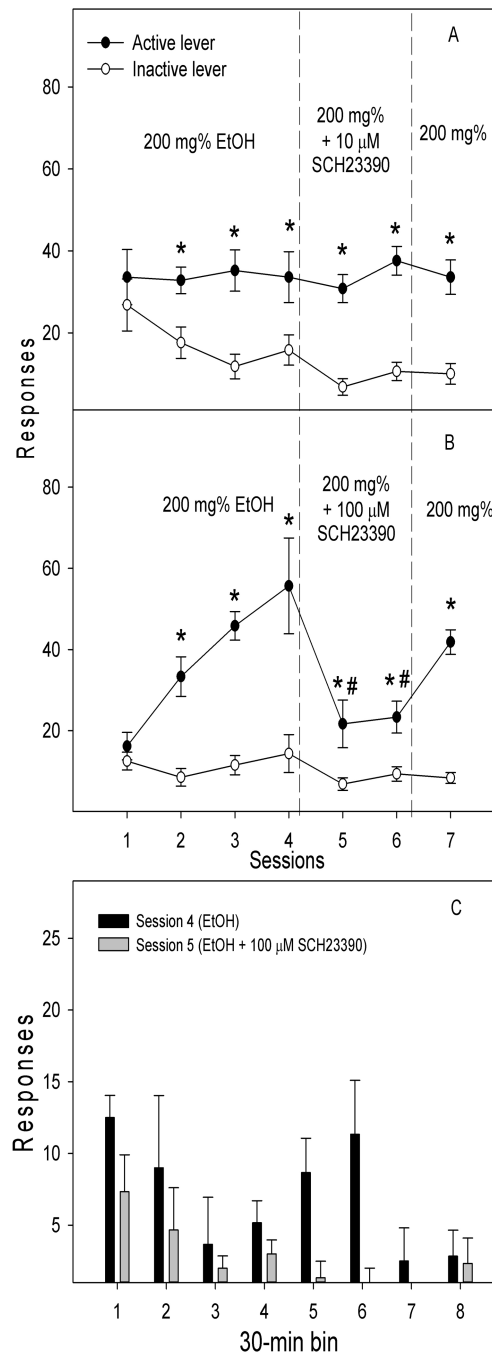 A
Active lever
Inactive lever
80
60
40
20
200 mg% EtOH
200 mg%
+ 10 μM
SCH23390
200 mg%
* * * * * *
Responses
B
80
60
40
20
200 mg% EtOH
200 mg%
+ 100 μM
SCH23390
200 mg%
* * * *# *# *
1 2 3 4 5 6 7
Sessions
C
Session 4 (EtOH)
Session 5 (EtOH + 100 μM SCH23390)
25
20
15
10
5
Responses
1 2 3 4 5 6 7 8
30-min bin